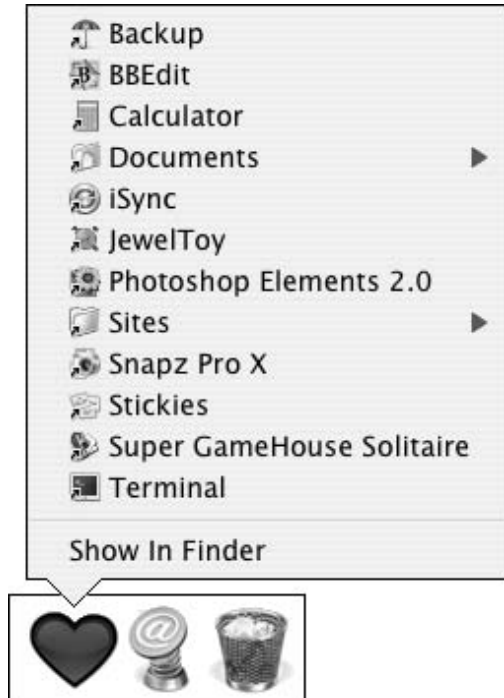 Backup
BBEdit
Calculator
Documents
iSync
JewelToy
Photoshop Elements 2.0
Sites
Snapz Pro X
Stickies
Super GameHouse Solitaire
Terminal
Show In Finder
@